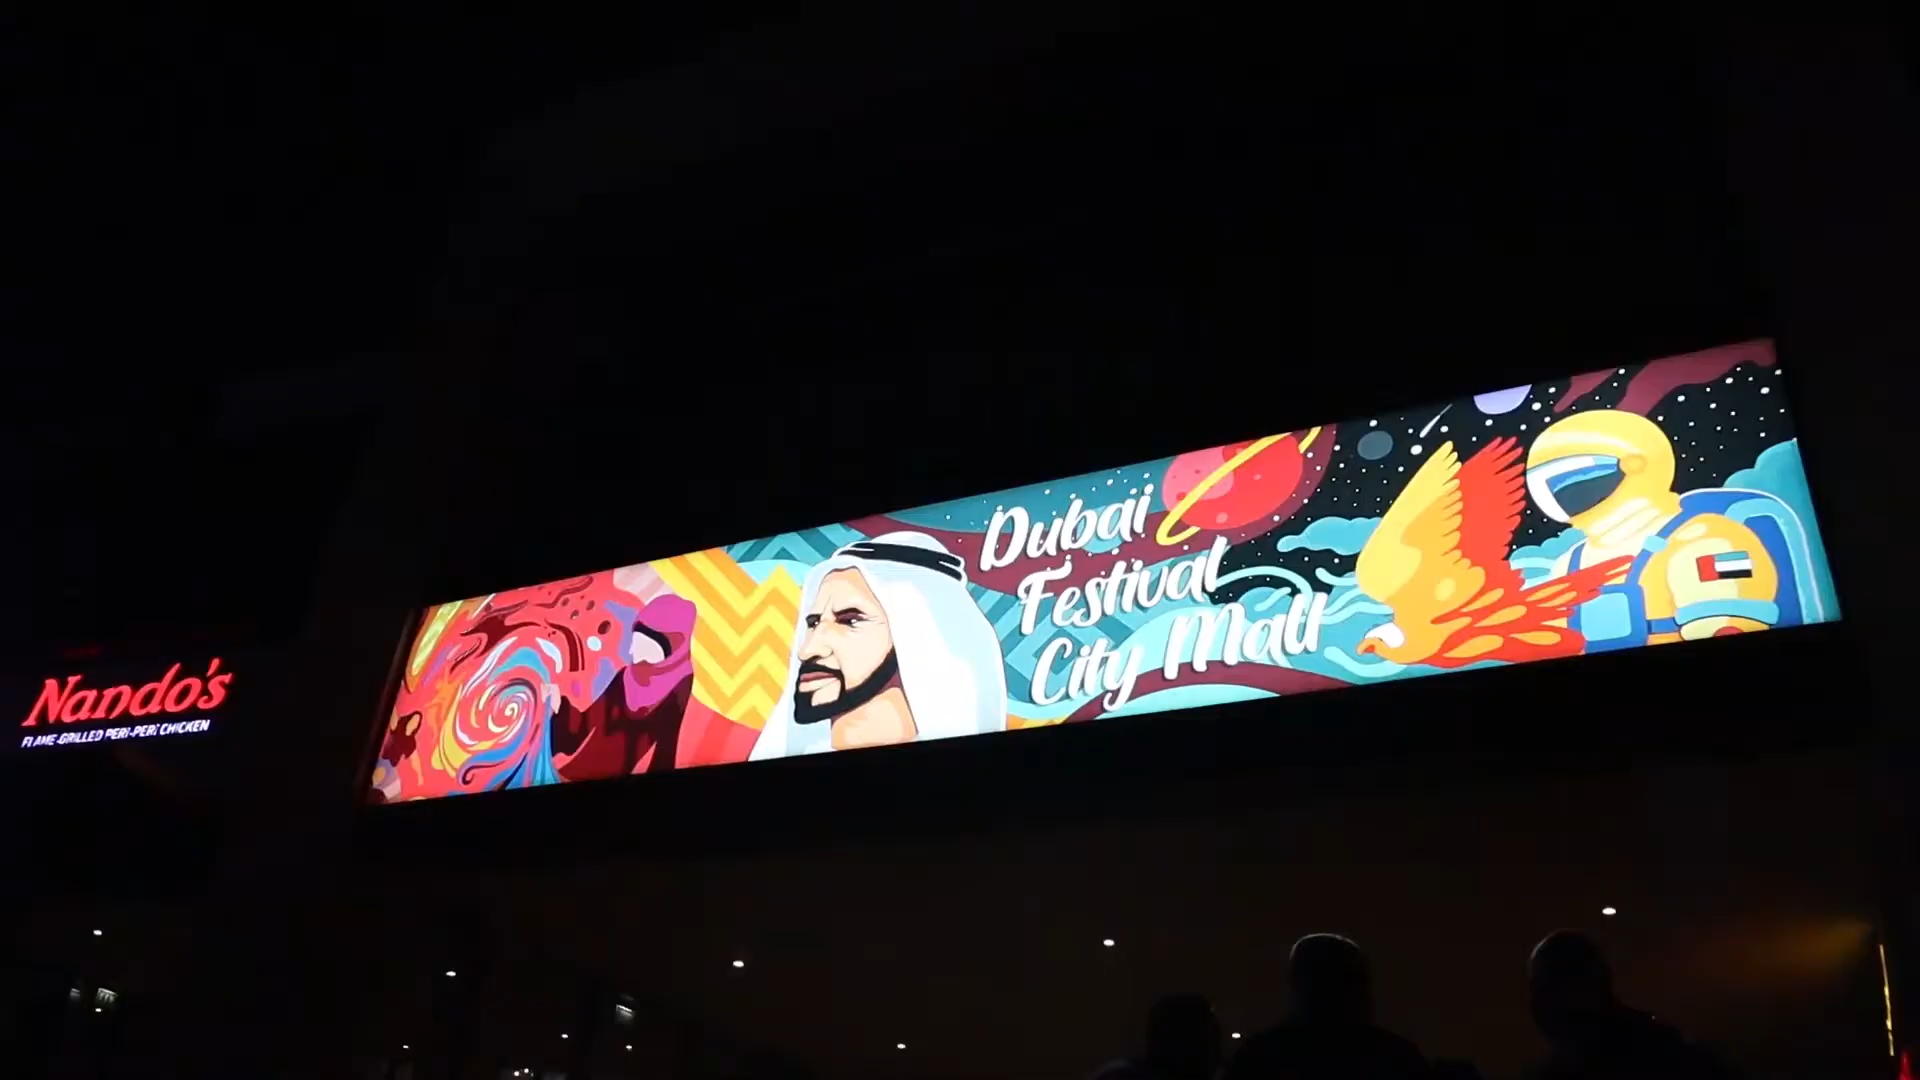 Dubai
Festival
City Mall
Nando's
FLAME-GRILLED PERI-PERI CHICKEN